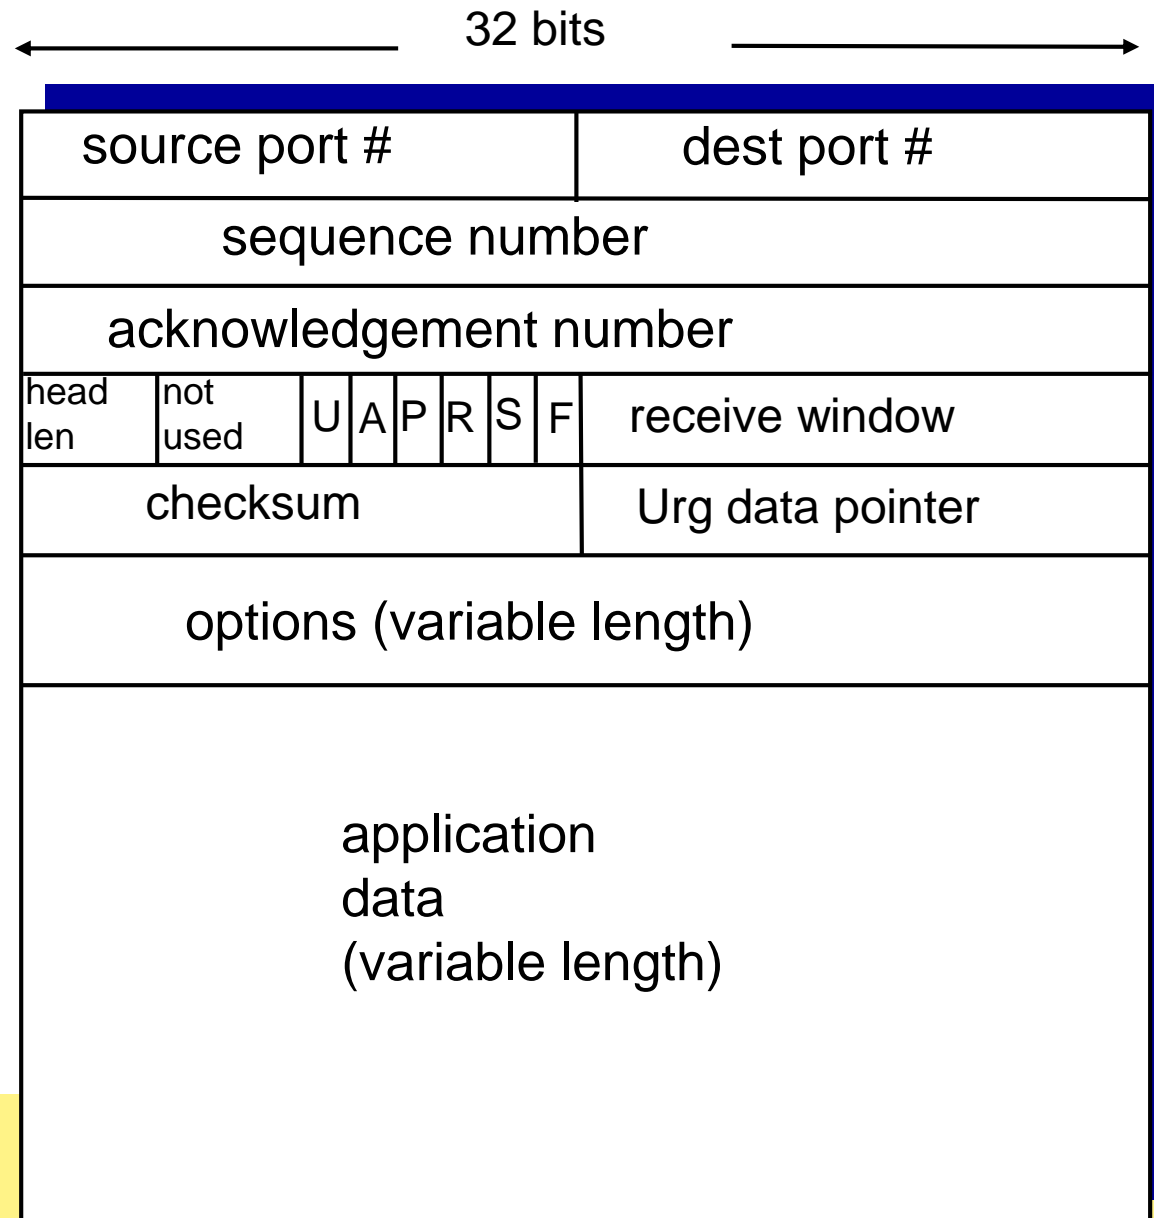 32 bits
source port #
dest port #
sequence number
acknowledgement number
head
len
not
used
U
A
P
R
S
F
receive window
checksum
Urg data pointer
options (variable length)
application
data
(variable length)